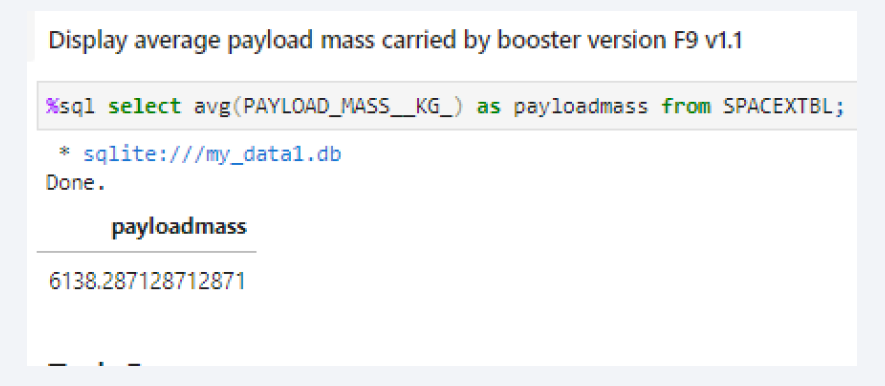 Display average payload mass carried by booster version F9 v1.1
%sql select avg(PAYLOAD_MASS__KG_) as payloadmass from SPACEXTBL;
* sqlite:///my_data1.db
Done.
payloadmass
6138.287128712871